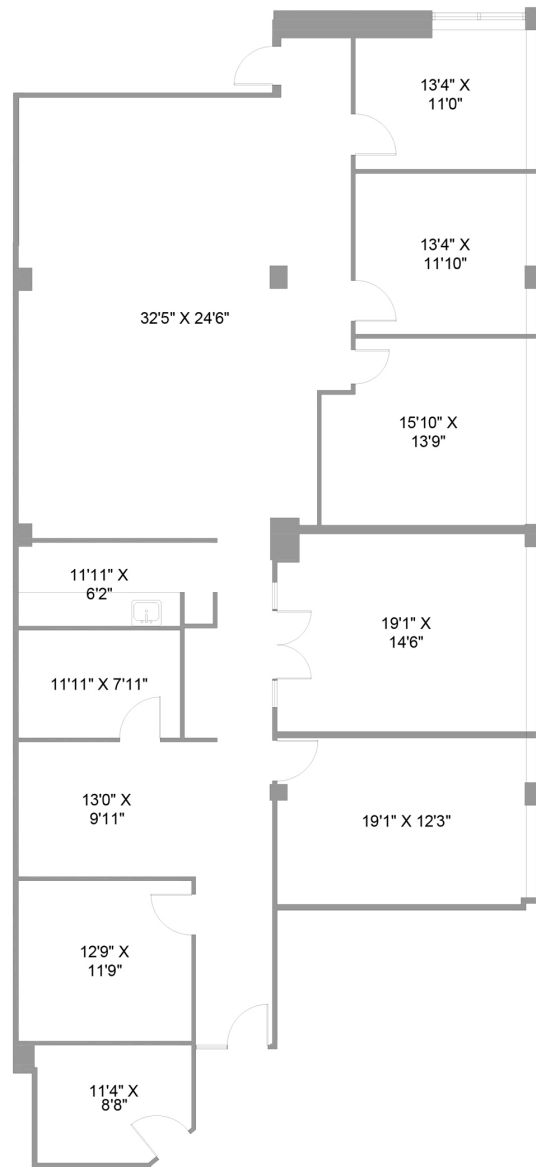 13'4" X
11'0"
13'4" X
11'10"
32'5" X 24'6"
15'10" X
13'9"
11'11" X
6'2"
19'1" X
14'6"
11'11" X 7'11"
13'0" X
9'11"
19'1" X 12'3"
12'9" X
11'9"
11'4" X
8'8"